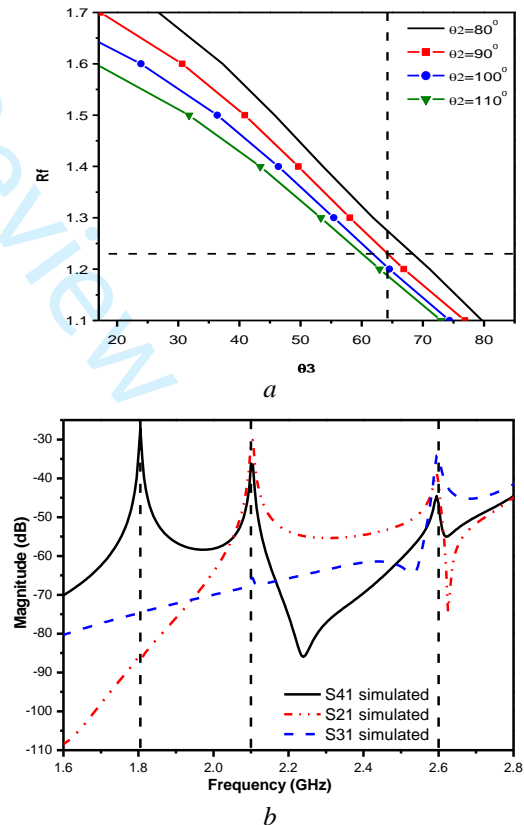 Review
1.7
1.6
1.5
1.4
1.3
1.2
1.1
Rf
θ2=80°
θ2=90°
θ2=100°
θ2=110°
20 30 40 50 60 70 80
θ3
a
-30
-40
-50
-60
-70
-80
-90
-100
-110
Magnitude (dB)
S41 simulated
S21 simulated
S31 simulated
1.6 1.8 2.0 2.2 2.4 2.6 2.8
Frequency (GHz)
b